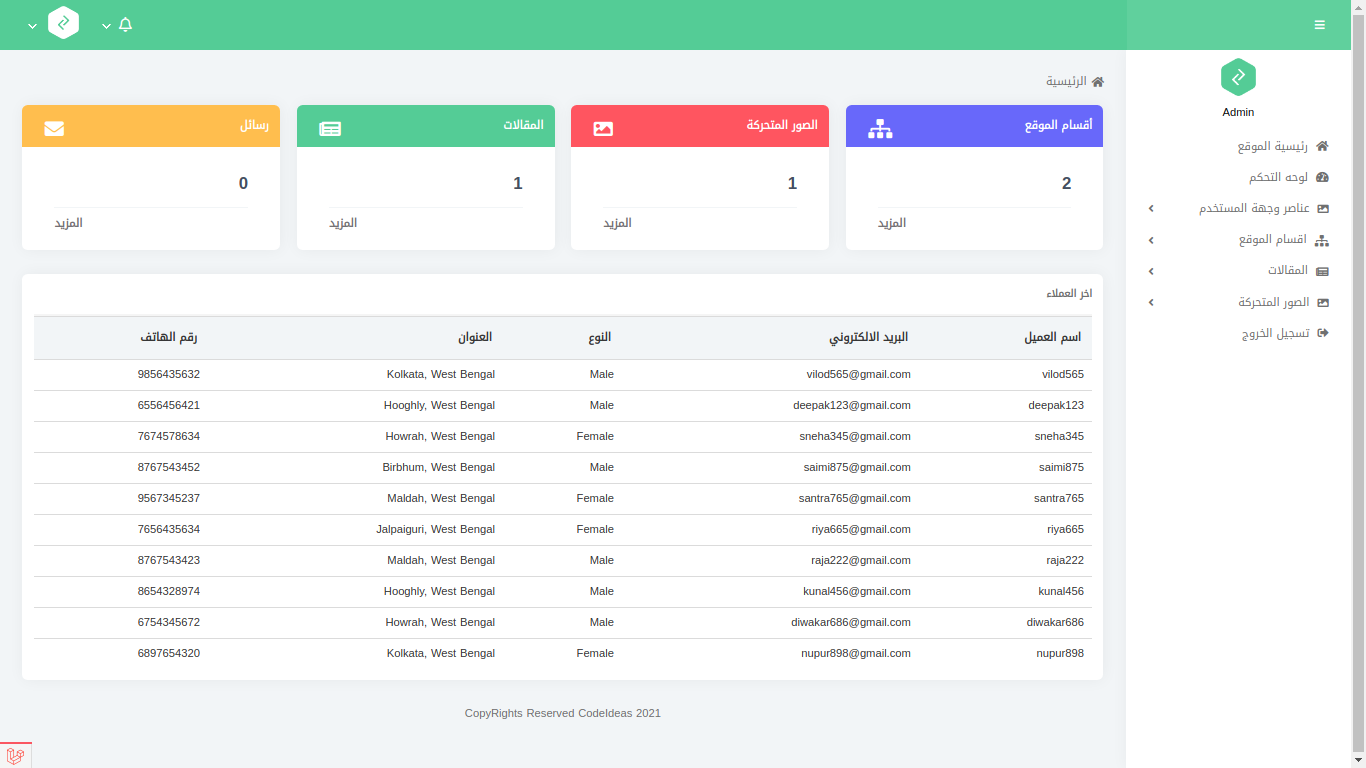 Admin
رئيسية الموقع
لوحه التحكم
عناصر وجهة المستخدم
اقسام الموقع
المقالات
الصور المتحركة
تسجيل الخروج
الرئيسية
أقسام الموقع
2
المزيد
الصور المتحركة
1
المزيد
المقالات
1
المزيد
رسائل
0
المزيد
اخر العملاء
اسم العميل البريد الالكتروني النوع العنوان رقم الهاتف
vilod565 vilod565@gmail.com Male Kolkata, West Bengal 9856435632
deepak123 deepak123@gmail.com Male Hooghly, West Bengal 6556456421
sneha345 sneha345@gmail.com Female Howrah, West Bengal 7674578634
saimi875 saimi875@gmail.com Male Birbhum, West Bengal 8767543452
santra765 santra765@gmail.com Female Maldah, West Bengal 9567345237
riya665 riya665@gmail.com Female Jalpaiguri, West Bengal 7656435634
raja222 raja222@gmail.com Male Maldah, West Bengal 8767543423
kunal456 kunal456@gmail.com Male Hooghly, West Bengal 8654328974
diwakar686 diwakar686@gmail.com Male Howrah, West Bengal 6754345672
nupur898 nupur898@gmail.com Female Kolkata, West Bengal 6897654320
CopyRights Reserved CodeIdeas 2021